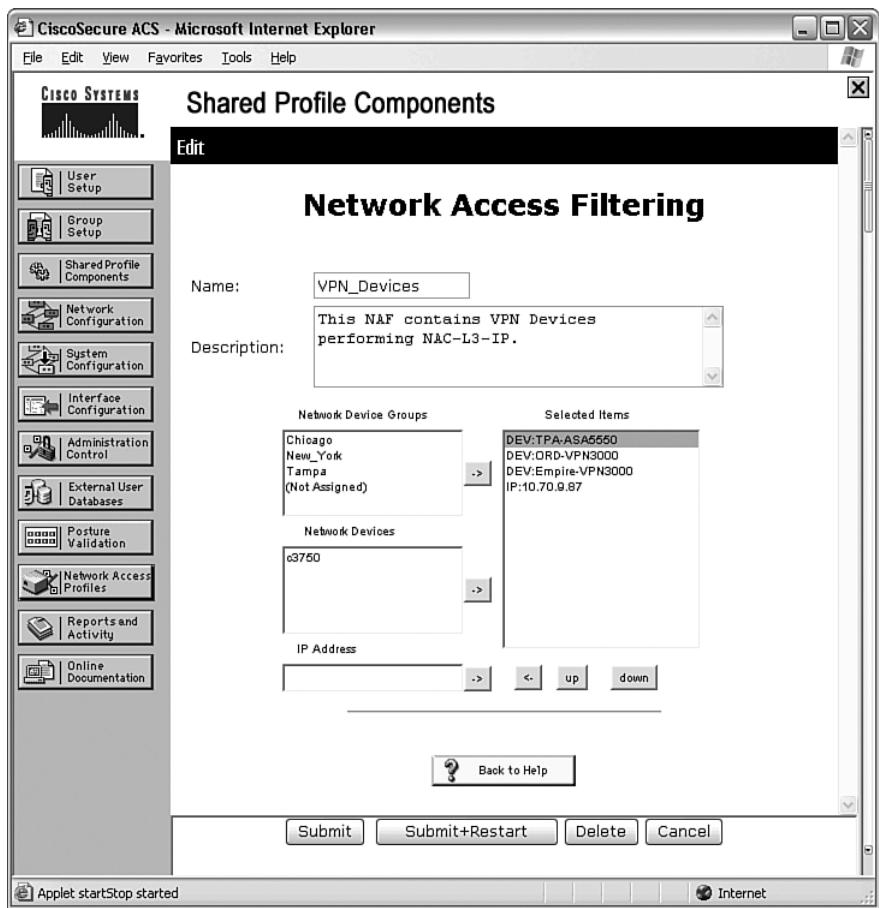 CiscoSecure ACS - Microsoft Internet Explorer
File Edit View Favorites Tools Help
CISCO SYSTEMS
Shared Profile Components
Edit
User
Setup
Group
Setup
Shared Profile
Components
Network
Configuration
System
Configuration
Interface
Configuration
Administration
Control
External User
Databases
Posture
Validation
Network Access
Profiles
Reports and
Activity
Online
Documentation
Network Access Filtering
Name:
VPN_Devices
Description:
This NAF contains VPN Devices
performing NAC-L3-IP.
Network Device Groups
Chicago
New_York
Tampa
(Not Assigned)
->
Selected Items
DEV:TPA-ASA5550
DEV:ORD-VPN3000
DEV:Empire-VPN3000
IP:10.70.9.87
Network Devices
c3750
->
IP Address
->
<-
up
down
? Back to Help
Submit
Submit+Restart
Delete
Cancel
Applet startStop started
Internet